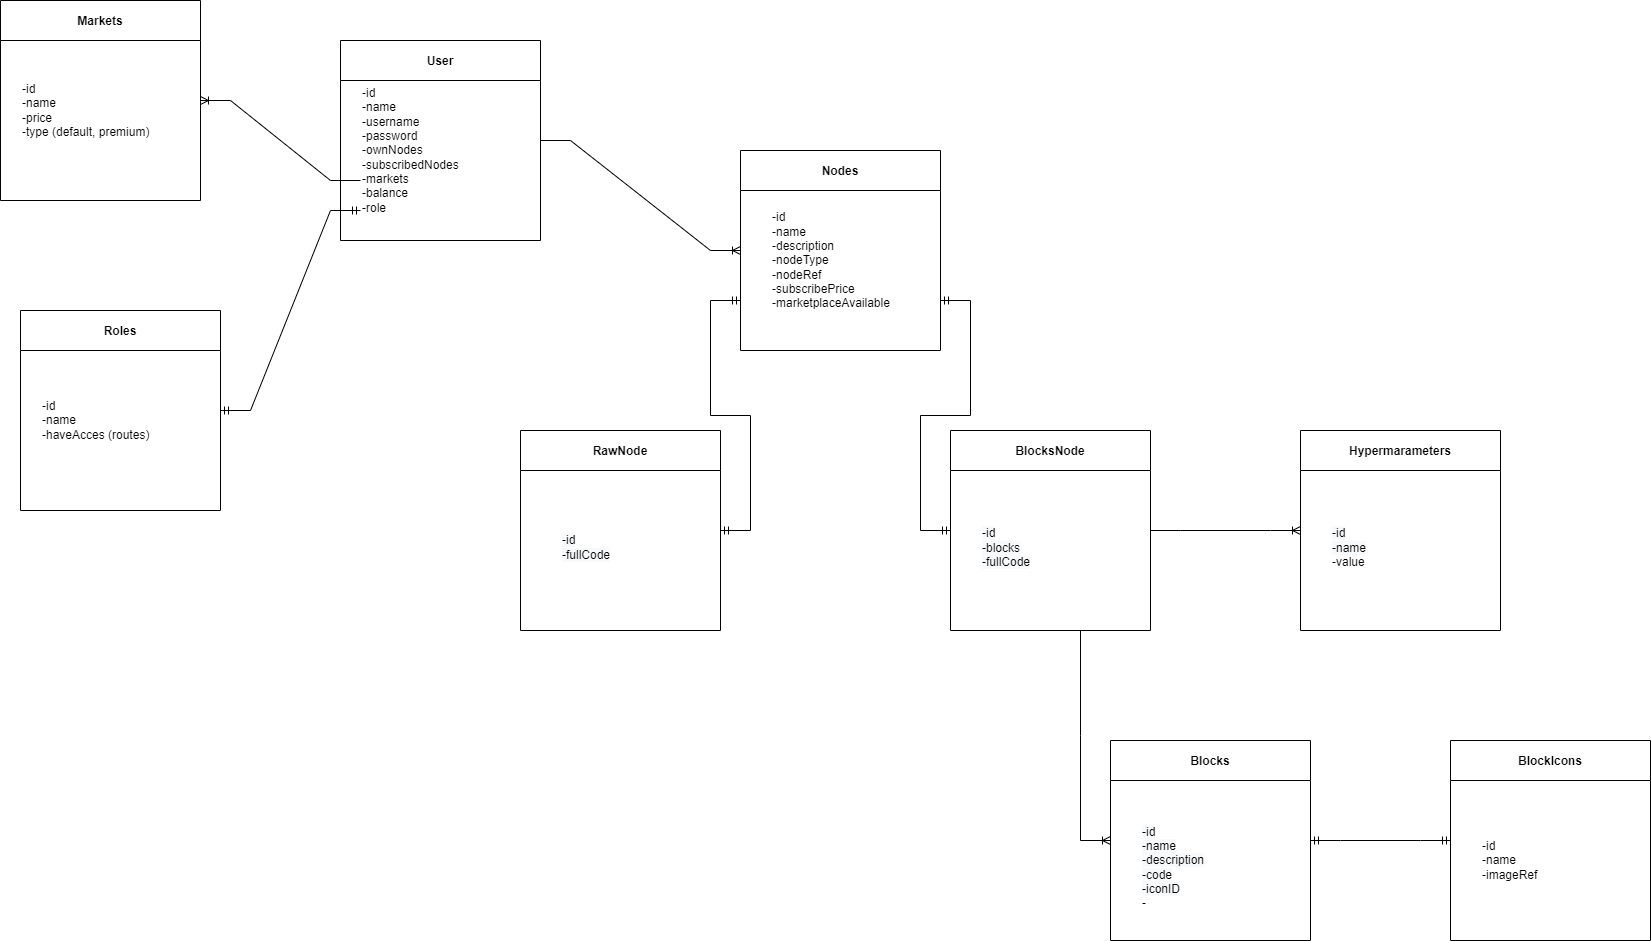 Markets
-id
-name
-price
-type (default, premium)
User
-id
-name
-username
-password
-ownNodes
-subscribedNodes
-markets
-balance
-role
Nodes
-id
-name
-description
-nodeType
-nodeRef
-subscribePrice
-marketplaceAvailable
Roles
-id
-name
-haveAcces (routes)
RawNode
-id
-fullCode
BlocksNode
-id
-blocks
-fullCode
Hypermarameters
-id
-name
-value
Blocks
-id
-name
-description
-code
-iconID
-
BlockIcons
-id
-name
-imageRef